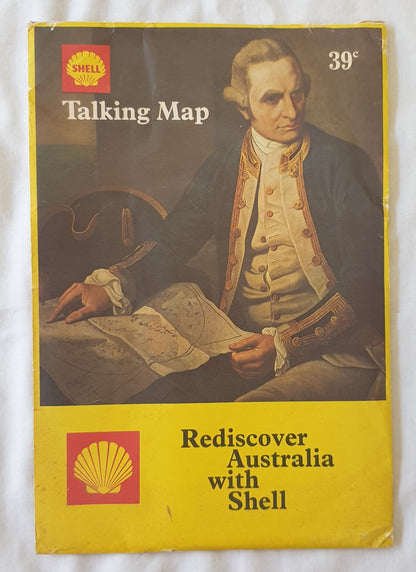 SHELL
39c
Talking Map
Rediscover
Australia
with
Shell